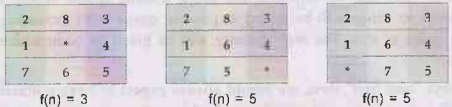 2 8 3 2 8 3 2 8 3
1 * 4 1 6 4 1 6 4
7 6 5 7 5 * * 7 5
f(n) = 3 f(n) = 5 f(n) = 5